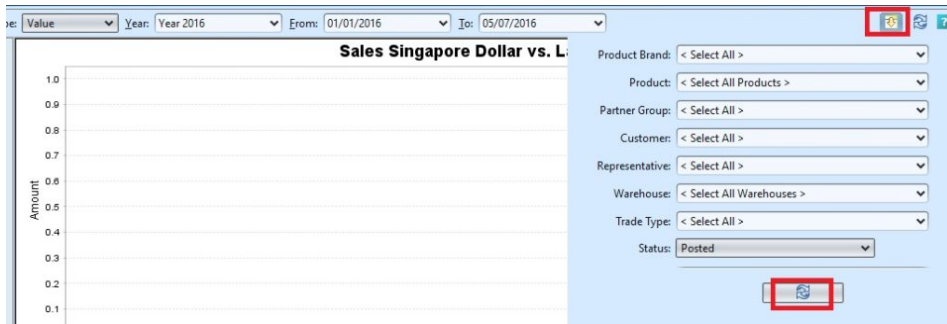 pe: Value Year: Year 2016 From: 01/01/2016 To: 05/07/2016 ?
Sales Singapore Dollar vs. La
Product Brand: < Select All >
Product: < Select All Products >
Partner Group: < Select All >
Customer: < Select All >
Representative: < Select All >
Warehouse: < Select All Warehouses >
Trade Type: < Select All >
Status: Posted
Amount
1.0
0.9
0.8
0.7
0.6
0.5
0.4
0.3
0.2
0.1